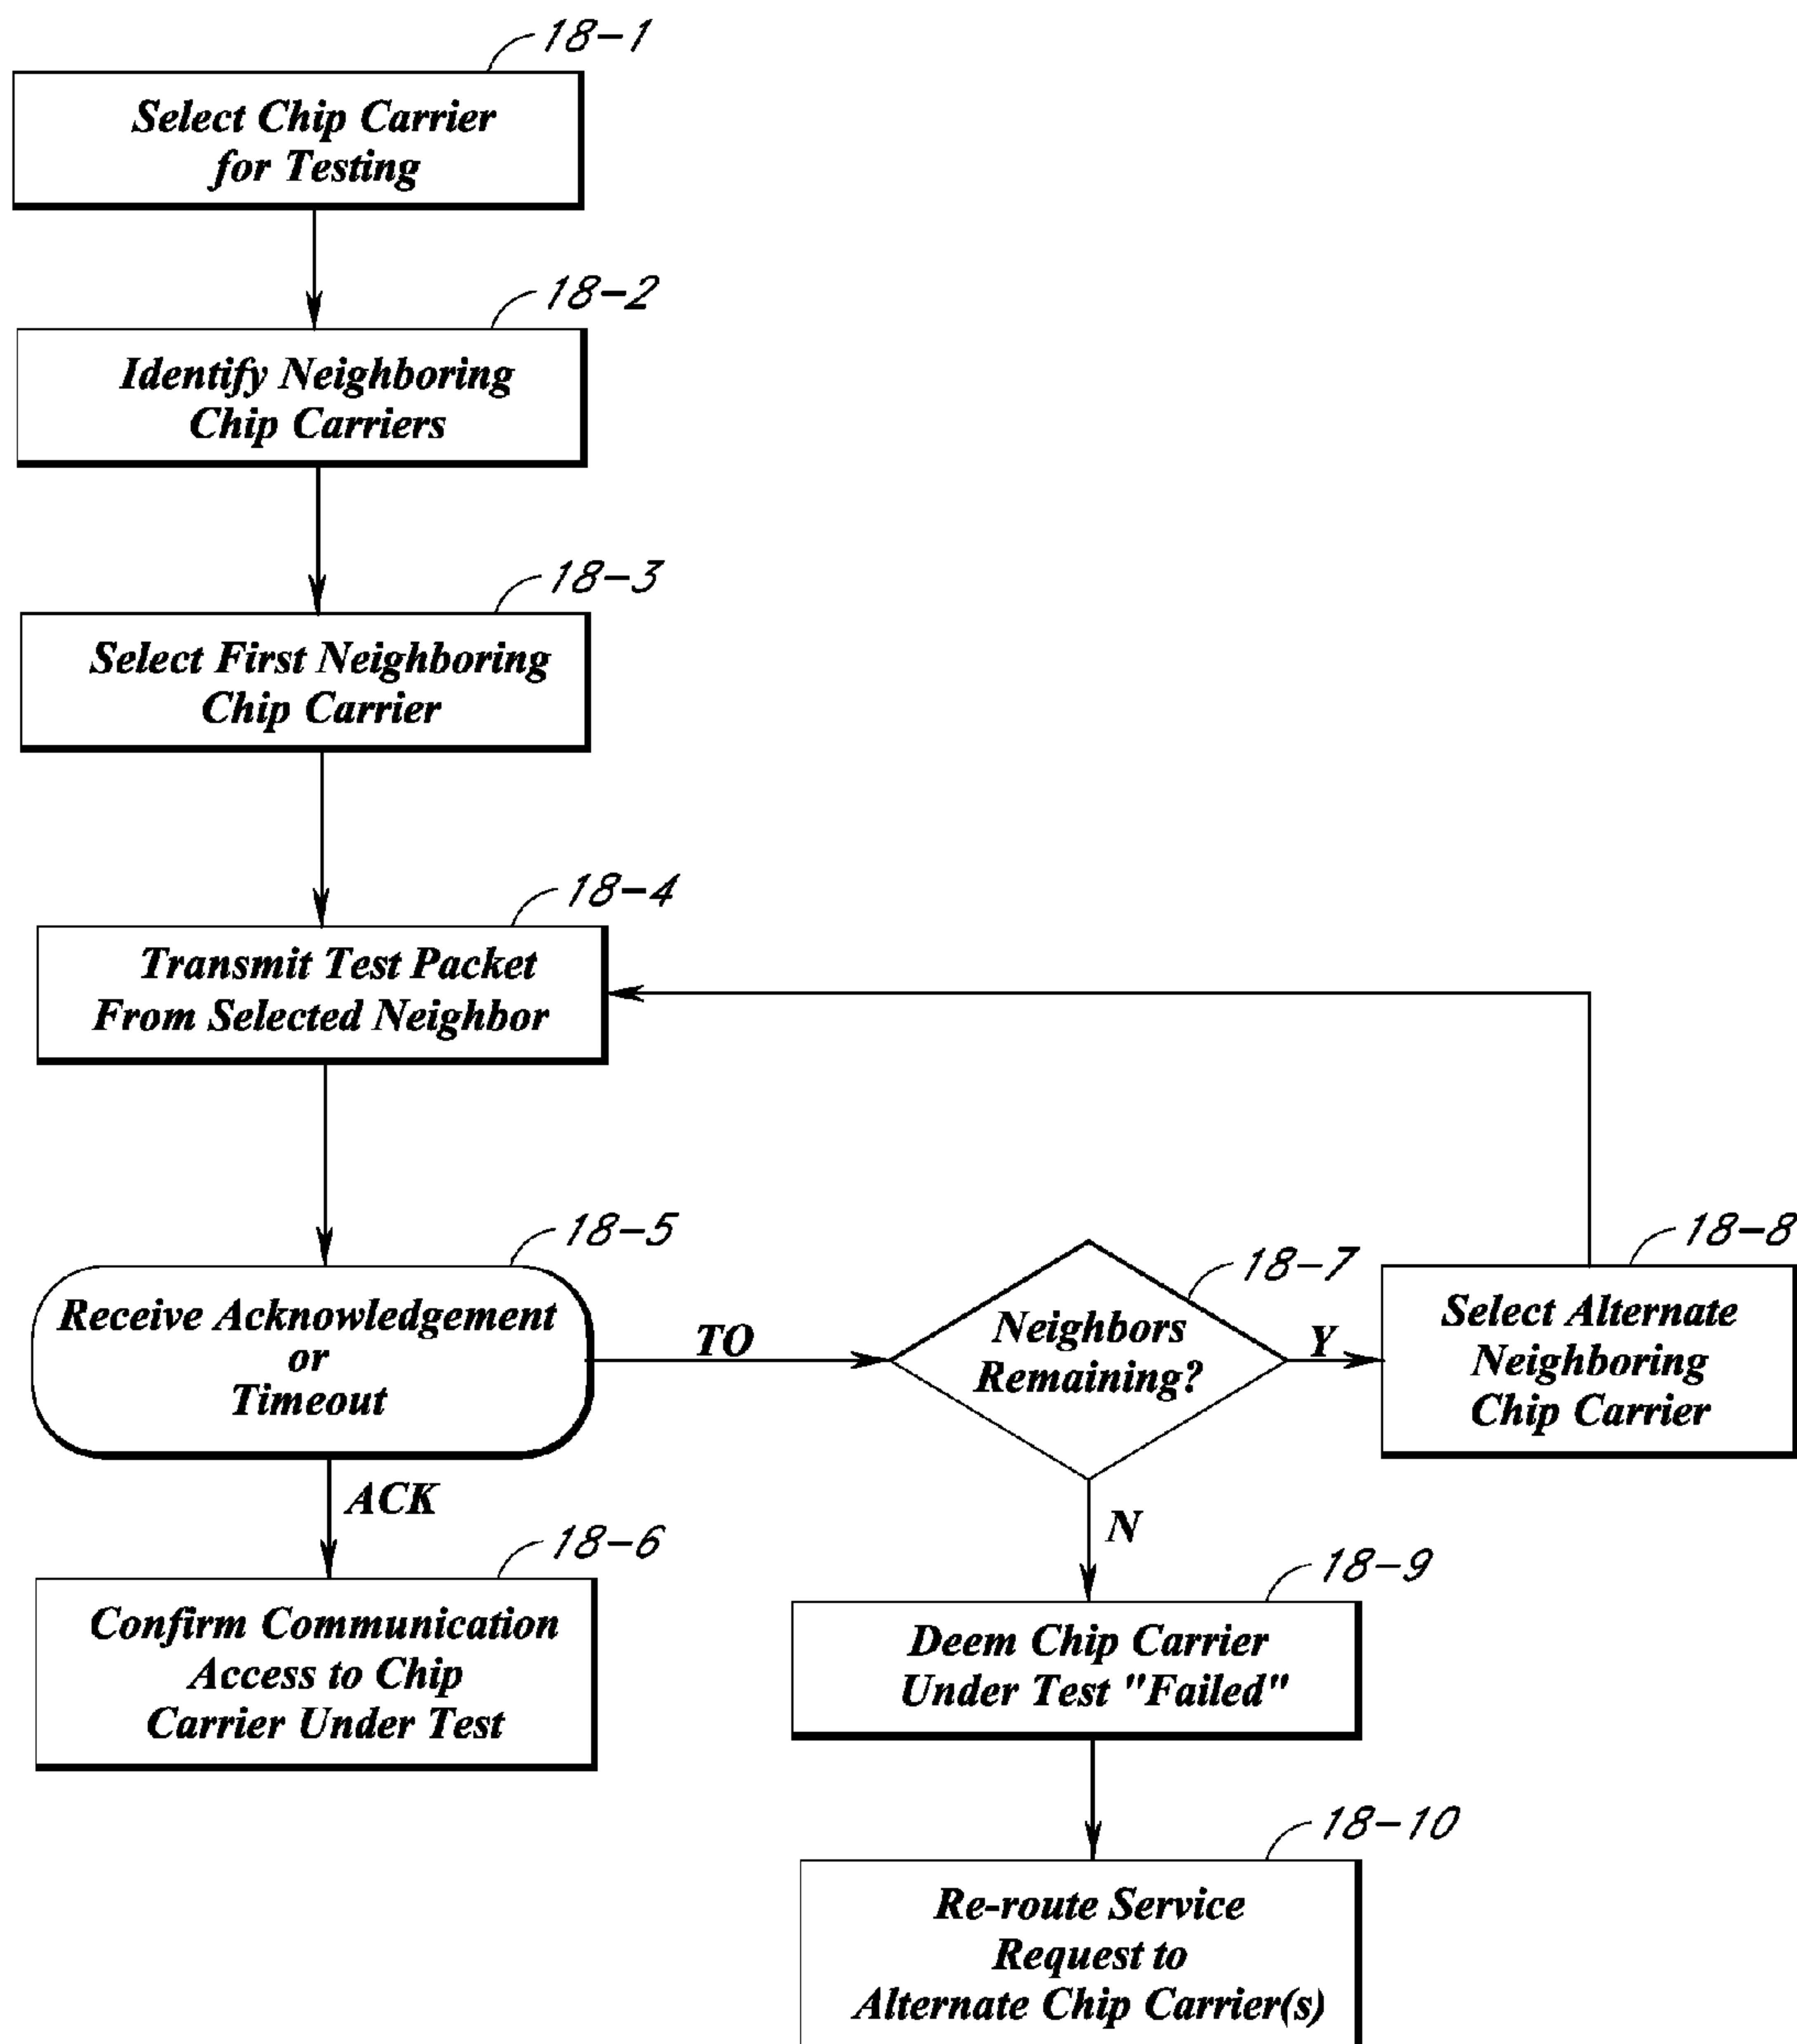 18-1
Select Chip Carrier
for Testing
18-2
Identify Neighboring
Chip Carriers
18-3
Select First Neighboring
Chip Carrier
18-4
Transmit Test Packet
From Selected Neighbor
18-5
Receive Acknowledgement
or
Timeout
TO
18-7
Neighbors
Remaining?
Y
18-8
Select Alternate
Neighboring
Chip Carrier
ACK
18-6
Confirm Communication
Access to Chip
Carrier Under Test
N
18-9
Deem Chip Carrier
Under Test "Failed"
18-10
Re-route Service
Request to
Alternate Chip Carrier(s)